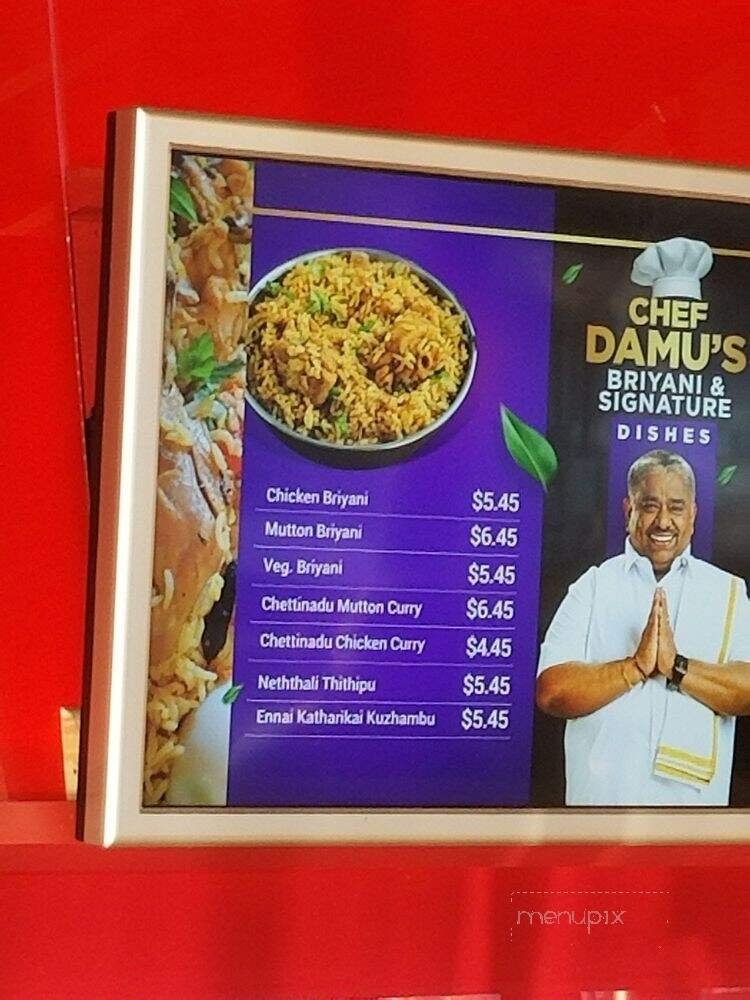 CHEF
DAMU'S
BRIYANI &
SIGNATURE
DISHES
Chicken Briyani $5.45
Mutton Briyani $6.45
Veg. Briyani $5.45
Chettinadu Mutton Curry $6.45
Chettinadu Chicken Curry $4.45
Neththali Thithipu $5.45
Ennai Katharikai Kuzhambu $5.45
menupix